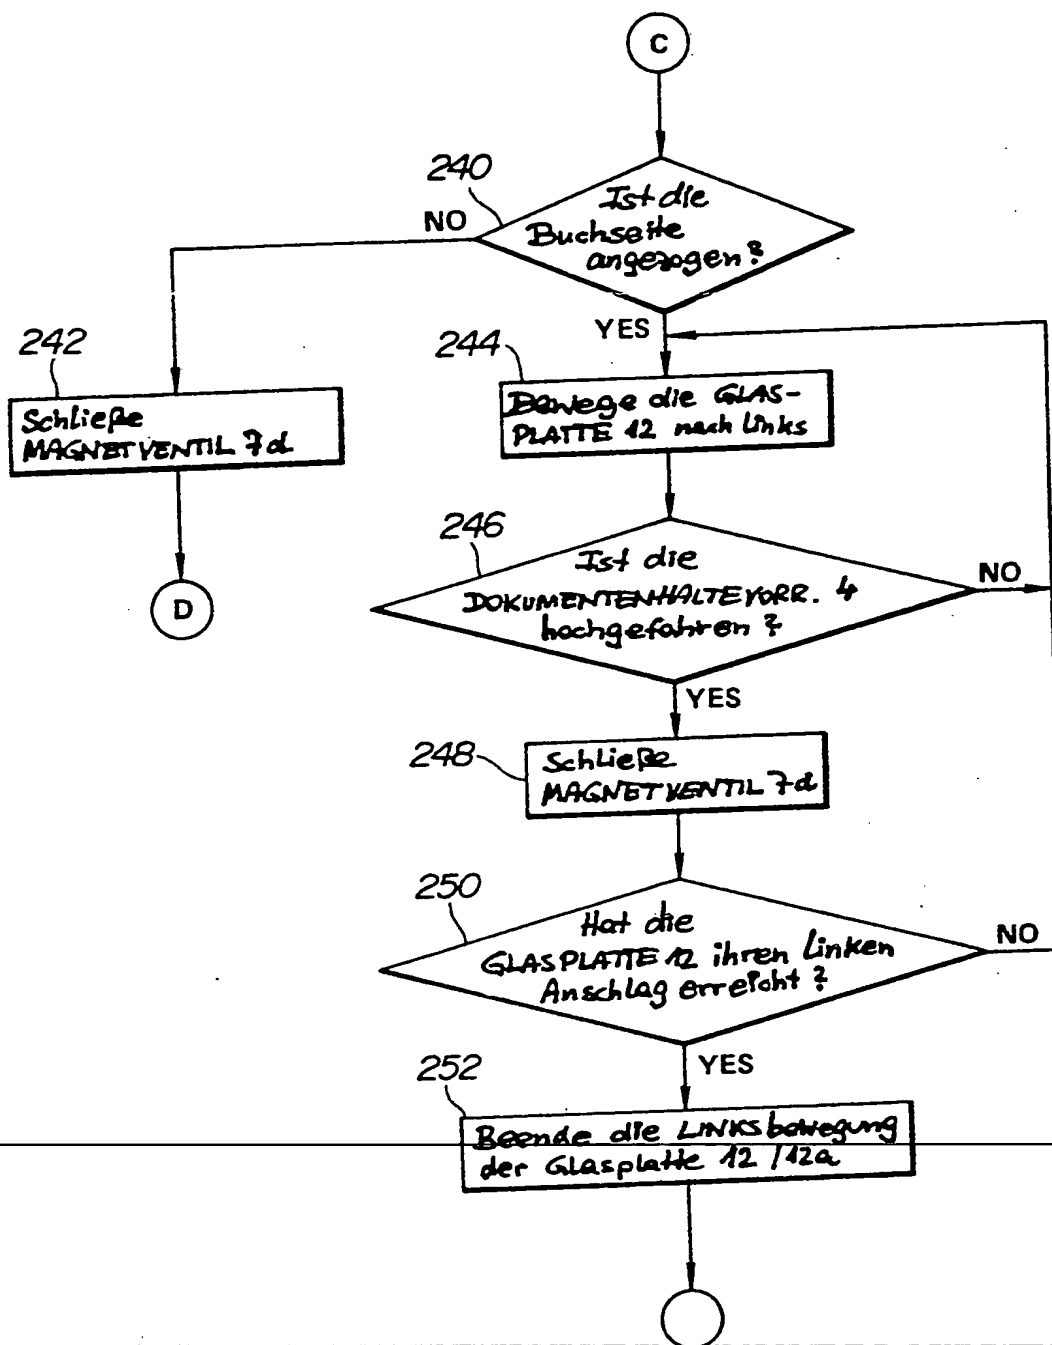 C
240
Ist die
Buchseite
angezogen?
NO
YES
242
Schließe
MAGNETVENTIL 7d
D
244
Bewege die GLAS-
PLATTE 12 nach links
246
Ist die
DOKUMENTENHALTEVORR. 4
hochgefahren?
NO
YES
248
Schließe
MAGNETVENTIL 7d
250
Hat die
GLASPLATTE 12 ihren linken
Anschlag erreicht?
NO
YES
252
Beende die LINKSbewegung
der Glasplatte 12/12a